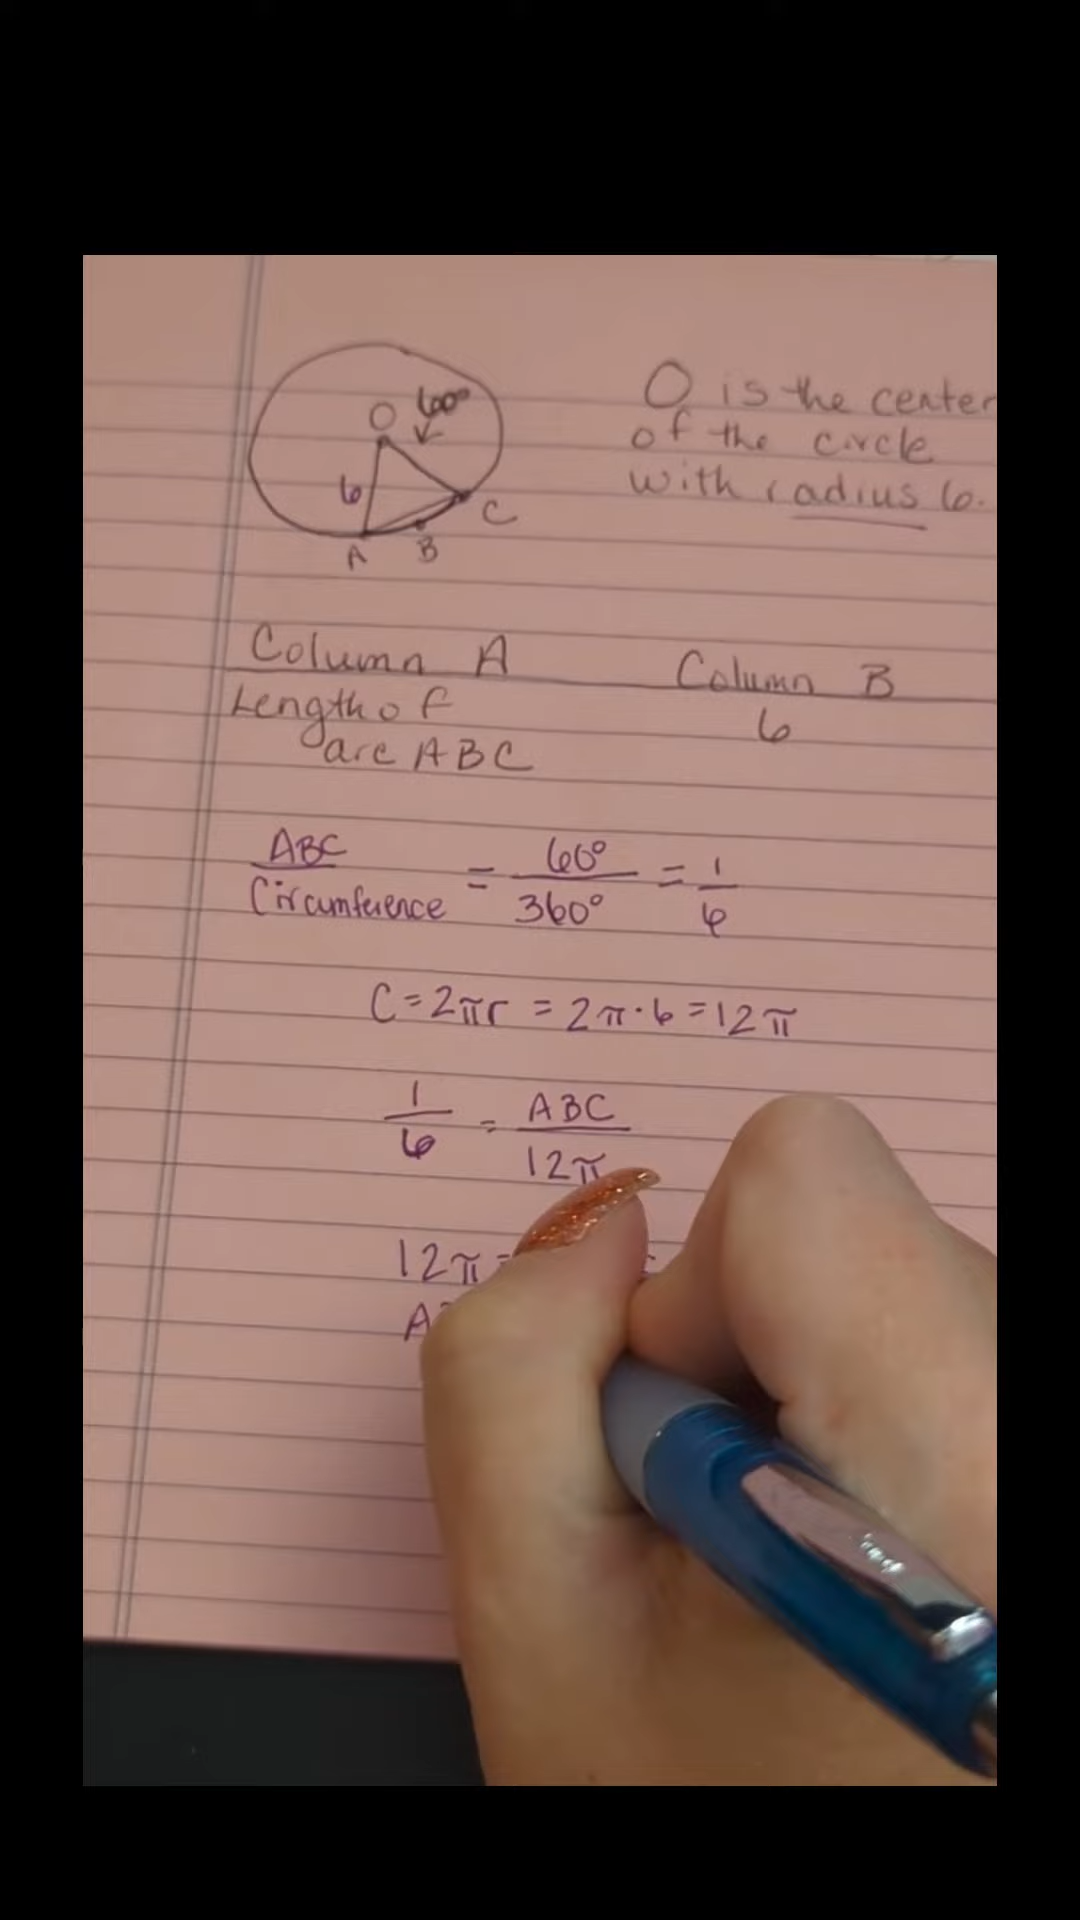 O 60°
6
C
A B
O is the center
of the circle
with radius 6.
Column A Column B
Length of 6
arc ABC
ABC / Circumference = 60° / 360° = 1 / 6
C = 2πr = 2π · 6 = 12π
1 / 6 = ABC / 12π
12π =
A